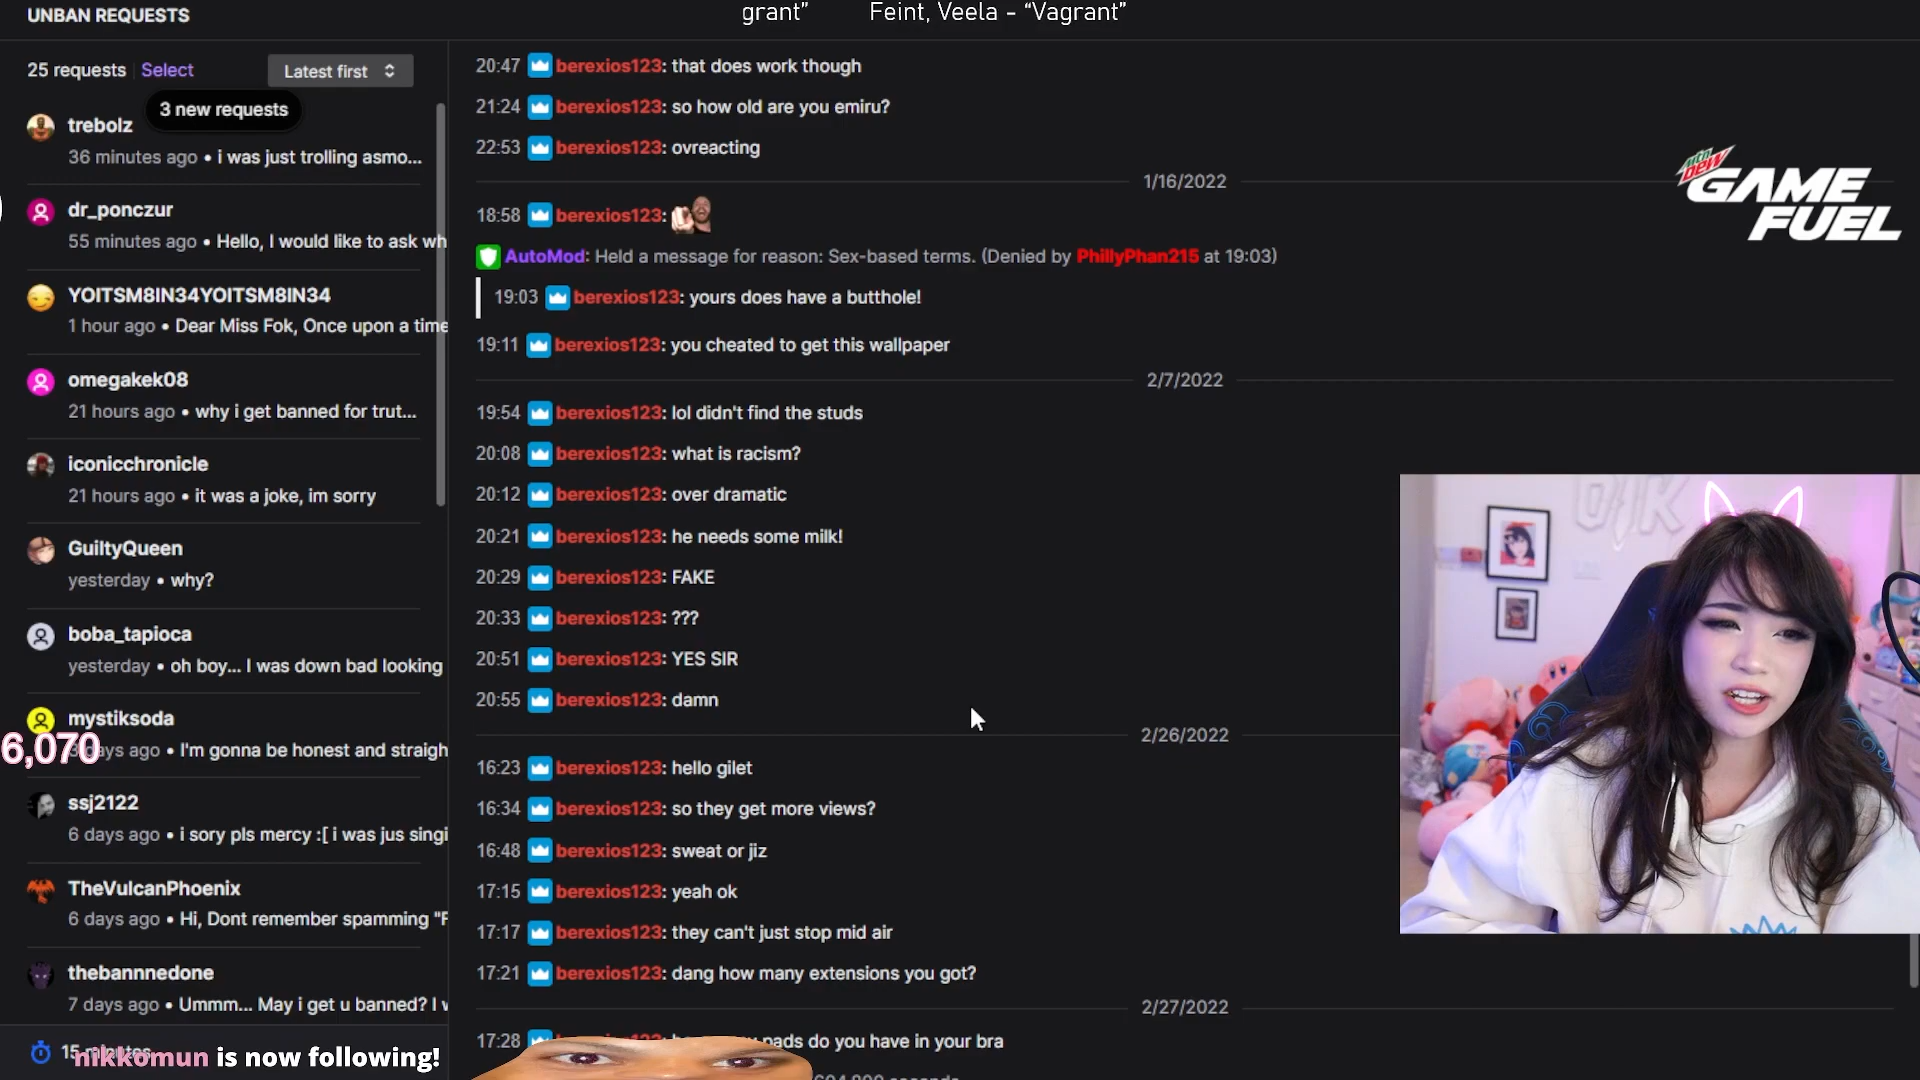 grant” Feint, Veela - “Vagrant”
UNBAN REQUESTS
25 requests Select Latest first
3 new requests
trebolz
36 minutes ago • i was just trolling asmo...
dr_ponczur
55 minutes ago • Hello, I would like to ask wh
YOITSM8IN34YOITSM8IN34
1 hour ago • Dear Miss Fok, Once upon a time
omegakek08
21 hours ago • why i get banned for trut...
iconicchronicle
21 hours ago • it was a joke, im sorry
GuiltyQueen
yesterday • why?
boba_tapioca
yesterday • oh boy... I was down bad looking
mystiksoda
days ago • I'm gonna be honest and straigh
6,070
ssj2122
6 days ago • i sory pls mercy :[ i was jus singi
TheVulcanPhoenix
6 days ago • Hi, Dont remember spamming "F
thebannnedone
7 days ago • Ummm... May i get u banned? I w
15 minutes
nikkomun is now following!
20:47 berexios123: that does work though
21:24 berexios123: so how old are you emiru?
22:53 berexios123: ovreacting
1/16/2022
18:58 berexios123:
AutoMod: Held a message for reason: Sex-based terms. (Denied by PhillyPhan215 at 19:03)
19:03 berexios123: yours does have a butthole!
19:11 berexios123: you cheated to get this wallpaper
2/7/2022
19:54 berexios123: lol didn't find the studs
20:08 berexios123: what is racism?
20:12 berexios123: over dramatic
20:21 berexios123: he needs some milk!
20:29 berexios123: FAKE
20:33 berexios123: ???
20:51 berexios123: YES SIR
20:55 berexios123: damn
2/26/2022
16:23 berexios123: hello gilet
16:34 berexios123: so they get more views?
16:48 berexios123: sweat or jiz
17:15 berexios123: yeah ok
17:17 berexios123: they can't just stop mid air
17:21 berexios123: dang how many extensions you got?
2/27/2022
17:28 pads do you have in your bra
mtn
DEW
GAME
FUEL
OTK